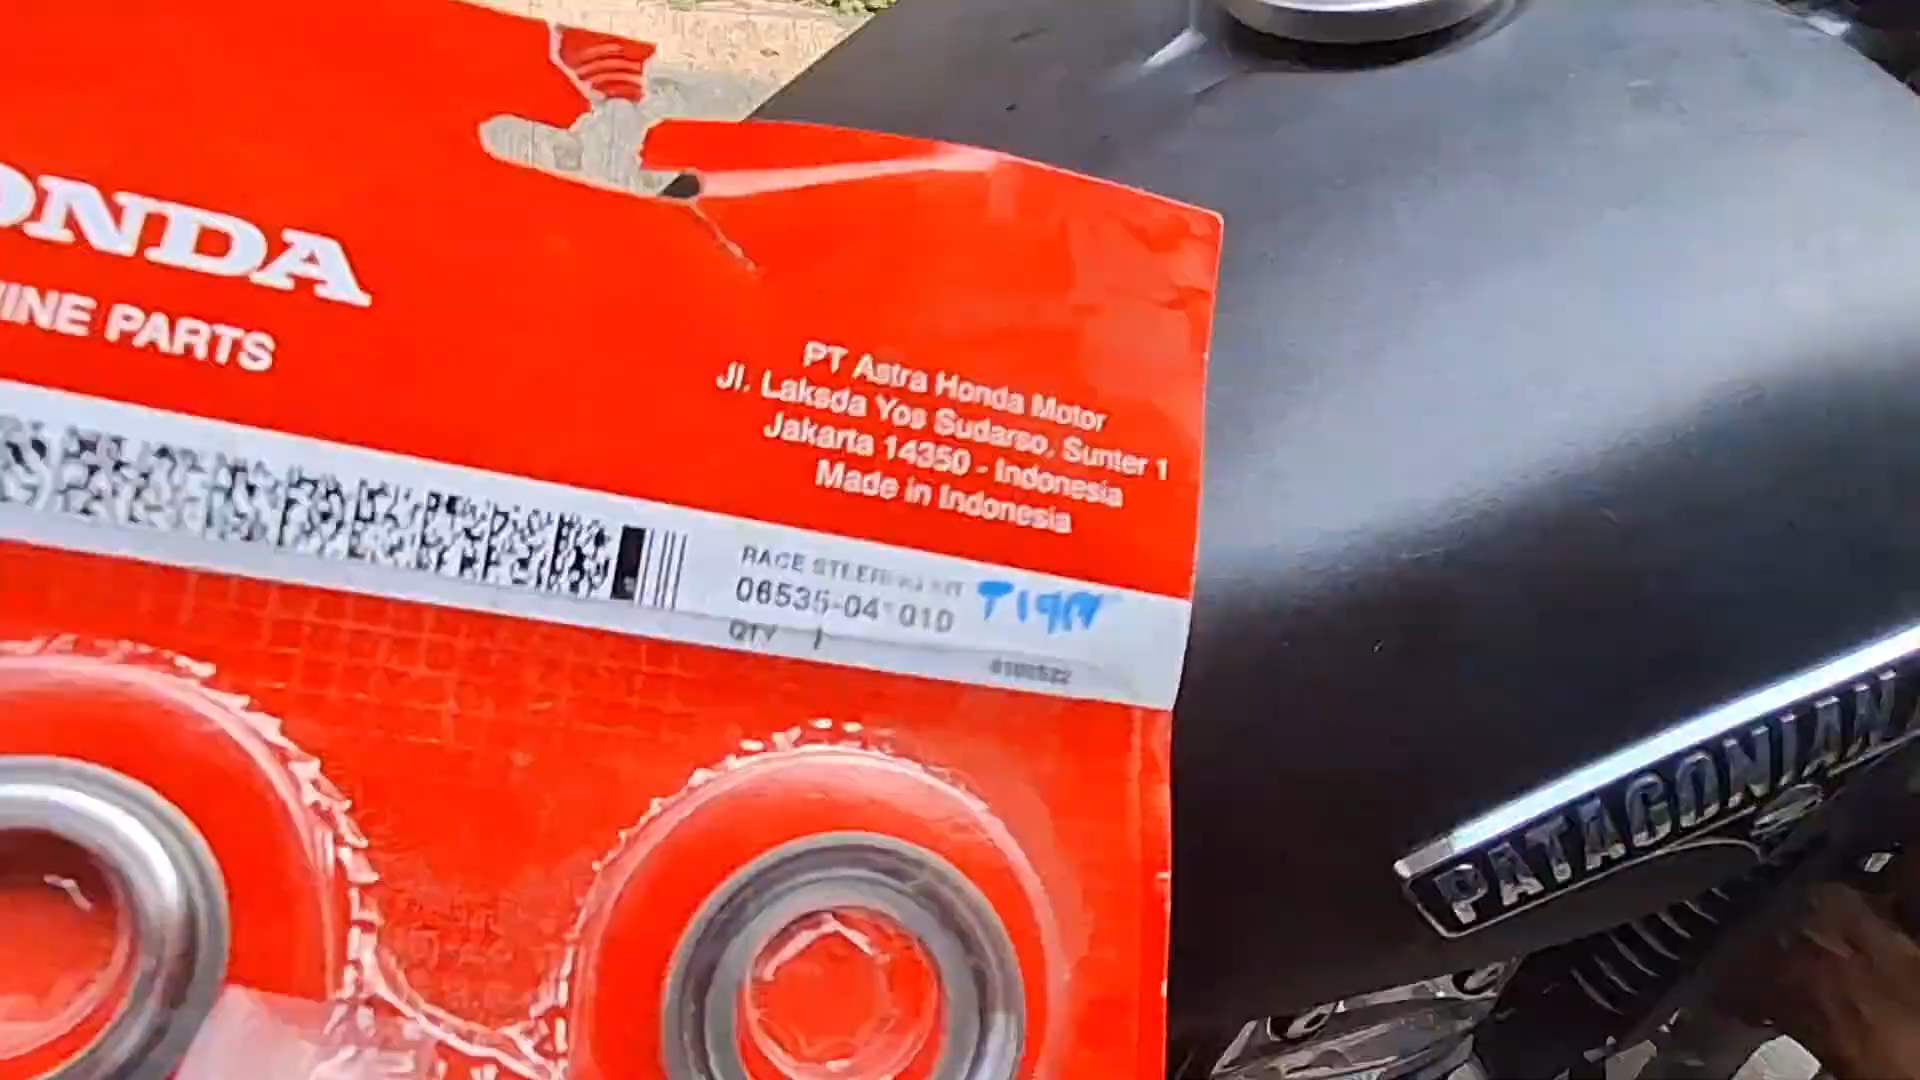 ONDA
INE PARTS
PT Astra Honda Motor
Jl. Laksda Yos Sudarso, Sunter 1
Jakarta 14350 - Indonesia
Made in Indonesia
RACE STEERING KIT
QTY 1
PATAGONIAN